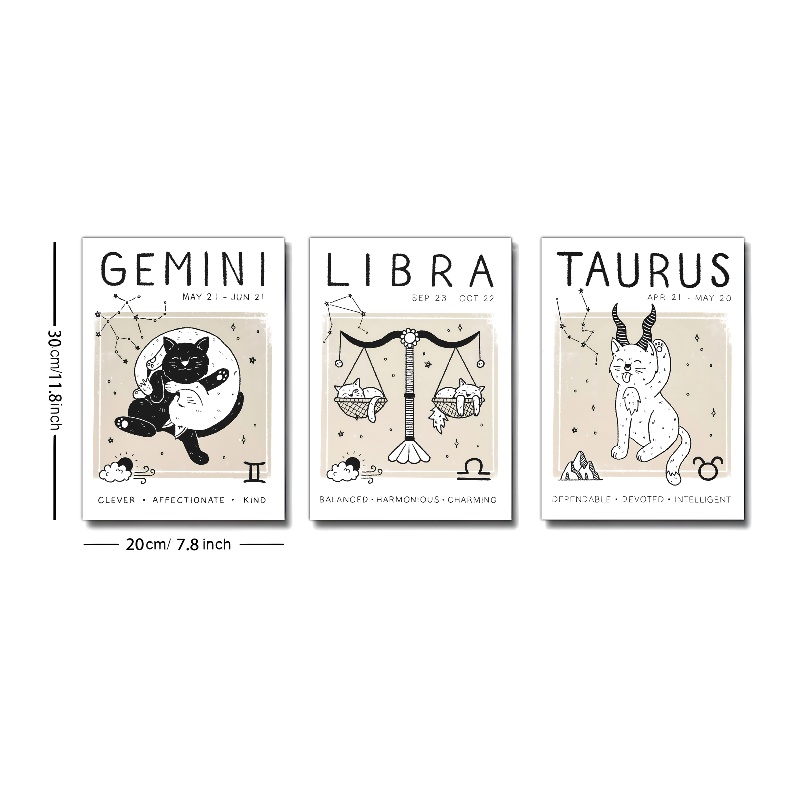 GEMINI
MAY 21 - JUN 21
CLEVER • AFFECTIONATE • KIND
LIBRA
SEP 23 OCT 22
BALANCED • HARMONIOUS • CHARMING
TAURUS
APR 21 - MAY 20
DEPENDABLE • DEVOTED • INTELLIGENT
30cm/11.8inch
20cm/ 7.8 inch